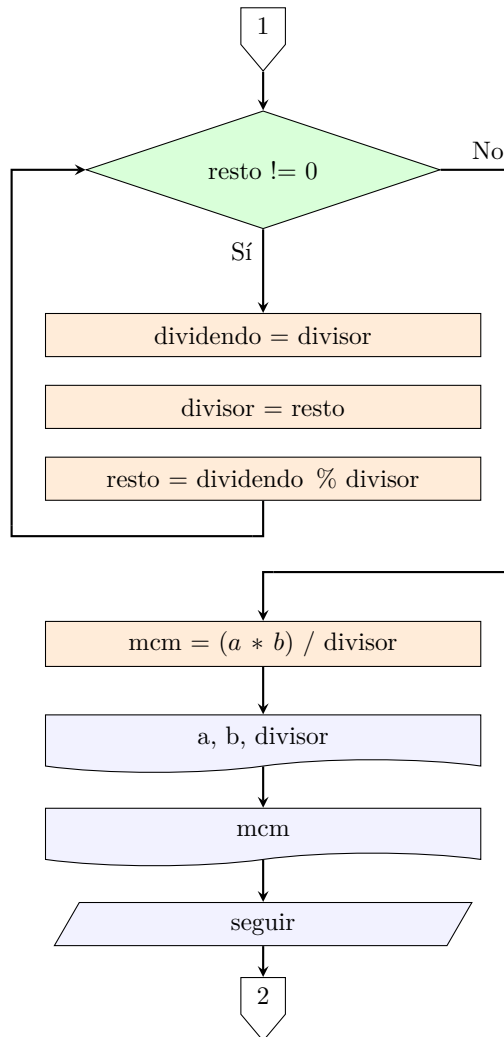 1
resto != 0
No
Sí
dividendo = divisor
divisor = resto
resto = dividendo % divisor
mcm = (a * b) / divisor
a, b, divisor
mcm
seguir
2